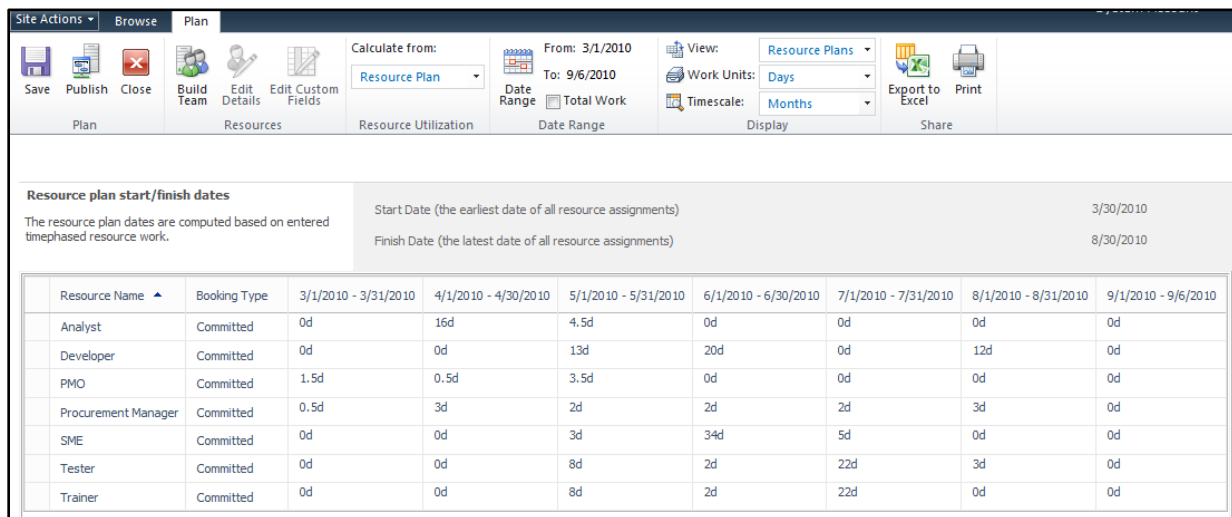 Site Actions Browse Plan
Calculate from: From: 3/1/2010 View: Resource Plans
Resource Plan To: 9/6/2010 Work Units: Days
Save Publish Close Build Team Edit Details Edit Custom Fields Date Range Total Work Timescale: Months Export to Excel Print
Plan Resources Resource Utilization Date Range Display Share
Resource plan start/finish dates
The resource plan dates are computed based on entered
timephased resource work.
Start Date (the earliest date of all resource assignments) 3/30/2010
Finish Date (the latest date of all resource assignments) 8/30/2010
Resource Name Booking Type 3/1/2010 - 3/31/2010 4/1/2010 - 4/30/2010 5/1/2010 - 5/31/2010 6/1/2010 - 6/30/2010 7/1/2010 - 7/31/2010 8/1/2010 - 8/31/2010 9/1/2010 - 9/6/2010
Analyst Committed 0d 16d 4.5d 0d 0d 0d 0d
Developer Committed 0d 0d 13d 20d 0d 12d 0d
PMO Committed 1.5d 0.5d 3.5d 0d 0d 0d 0d
Procurement Manager Committed 0.5d 3d 2d 2d 2d 3d 0d
SME Committed 0d 0d 3d 34d 5d 0d 0d
Tester Committed 0d 0d 8d 2d 22d 3d 0d
Trainer Committed 0d 0d 8d 2d 22d 0d 0d